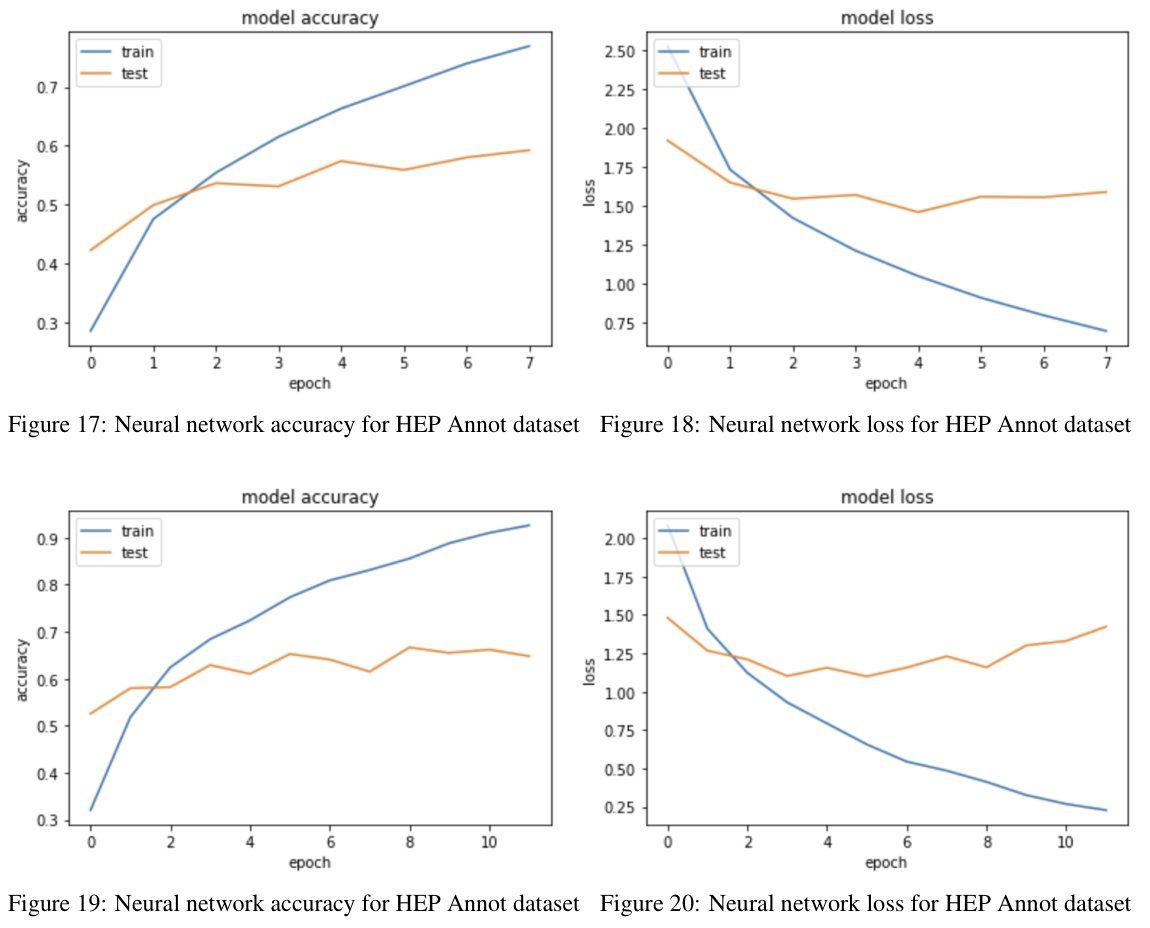 model accuracy
train
test
0.7
0.6
0.5
0.4
0.3
accuracy
0 1 2 3 4 5 6 7
epoch
Figure 17: Neural network accuracy for HEP Annot dataset
model loss
train
test
2.50
2.25
2.00
1.75
1.50
1.25
1.00
0.75
loss
0 1 2 3 4 5 6 7
epoch
Figure 18: Neural network loss for HEP Annot dataset
model accuracy
train
test
0.9
0.8
0.7
0.6
0.5
0.4
0.3
accuracy
0 2 4 6 8 10
epoch
Figure 19: Neural network accuracy for HEP Annot dataset
model loss
train
test
2.00
1.75
1.50
1.25
1.00
0.75
0.50
0.25
loss
0 2 4 6 8 10
epoch
Figure 20: Neural network loss for HEP Annot dataset